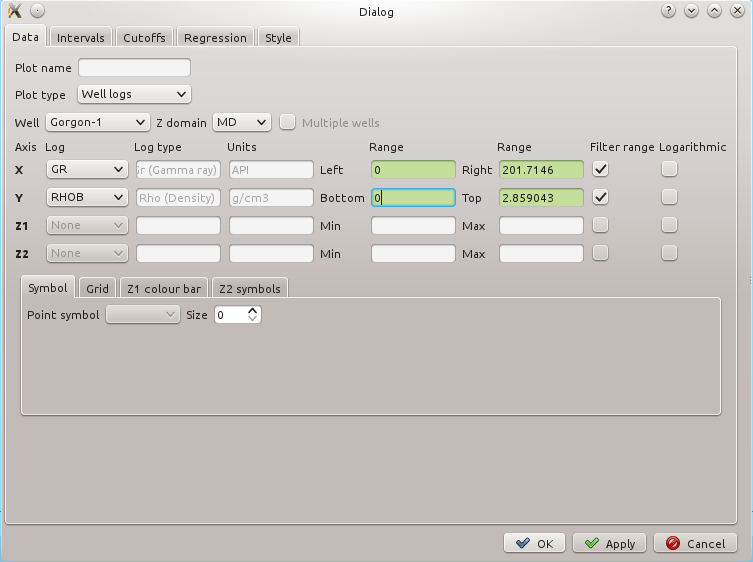 Dialog
Data Intervals Cutoffs Regression Style
Plot name
Plot type Well logs
Well Gorgon-1 Z domain MD Multiple wells
Axis Log Log type Units Range Range Filter range Logarithmic
X GR Gr (Gamma ray) API Left 0 Right 201.7146
Y RHOB Rho (Density) g/cm3 Bottom 0 Top 2.859043
Z1 None Min Max
Z2 None Min Max
Symbol Grid Z1 colour bar Z2 symbols
Point symbol Size 0
OK Apply Cancel